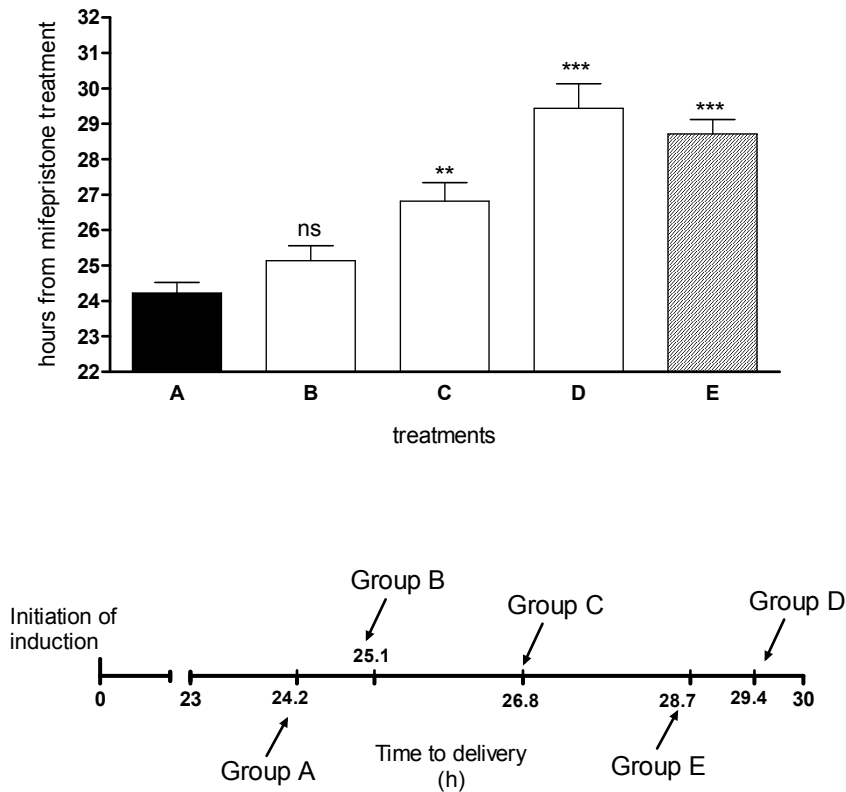 hours from mifepristone treatment
32
31
30
29
28
27
26
25
24
23
22
ns
**
***
***
A B C D E
treatments
Group B
Group C
Group D
Initiation of
induction
25.1
0 23 24.2 26.8 28.7 29.4 30
Time to delivery
(h)
Group A
Group E